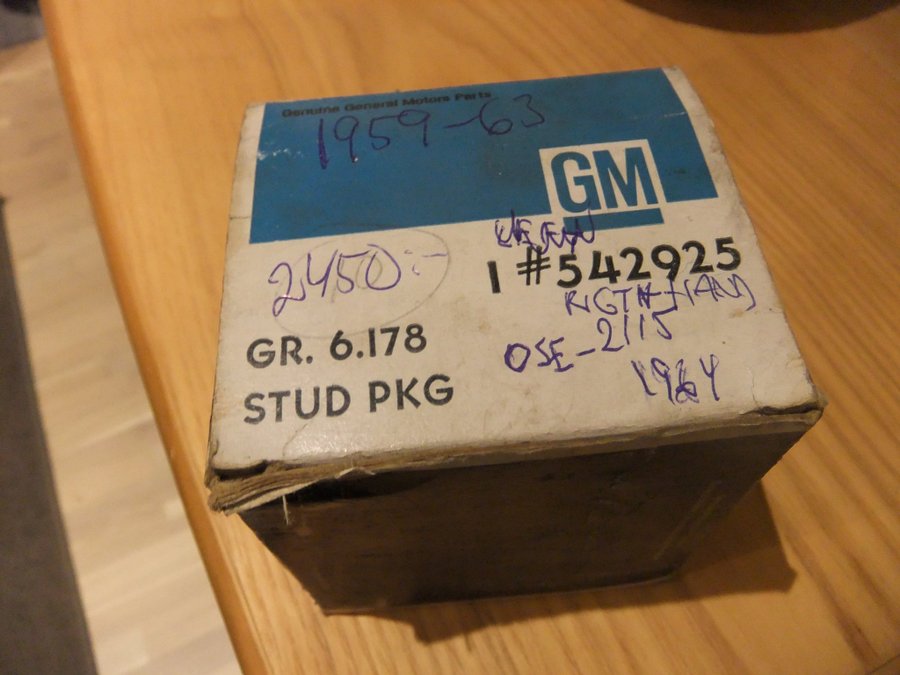 Genuine General Motors Parts
1959-63
GM
2450:-
1 #542925
RIGTH-HAND
GR. 6.178
OSE-2115
STUD PKG
1964